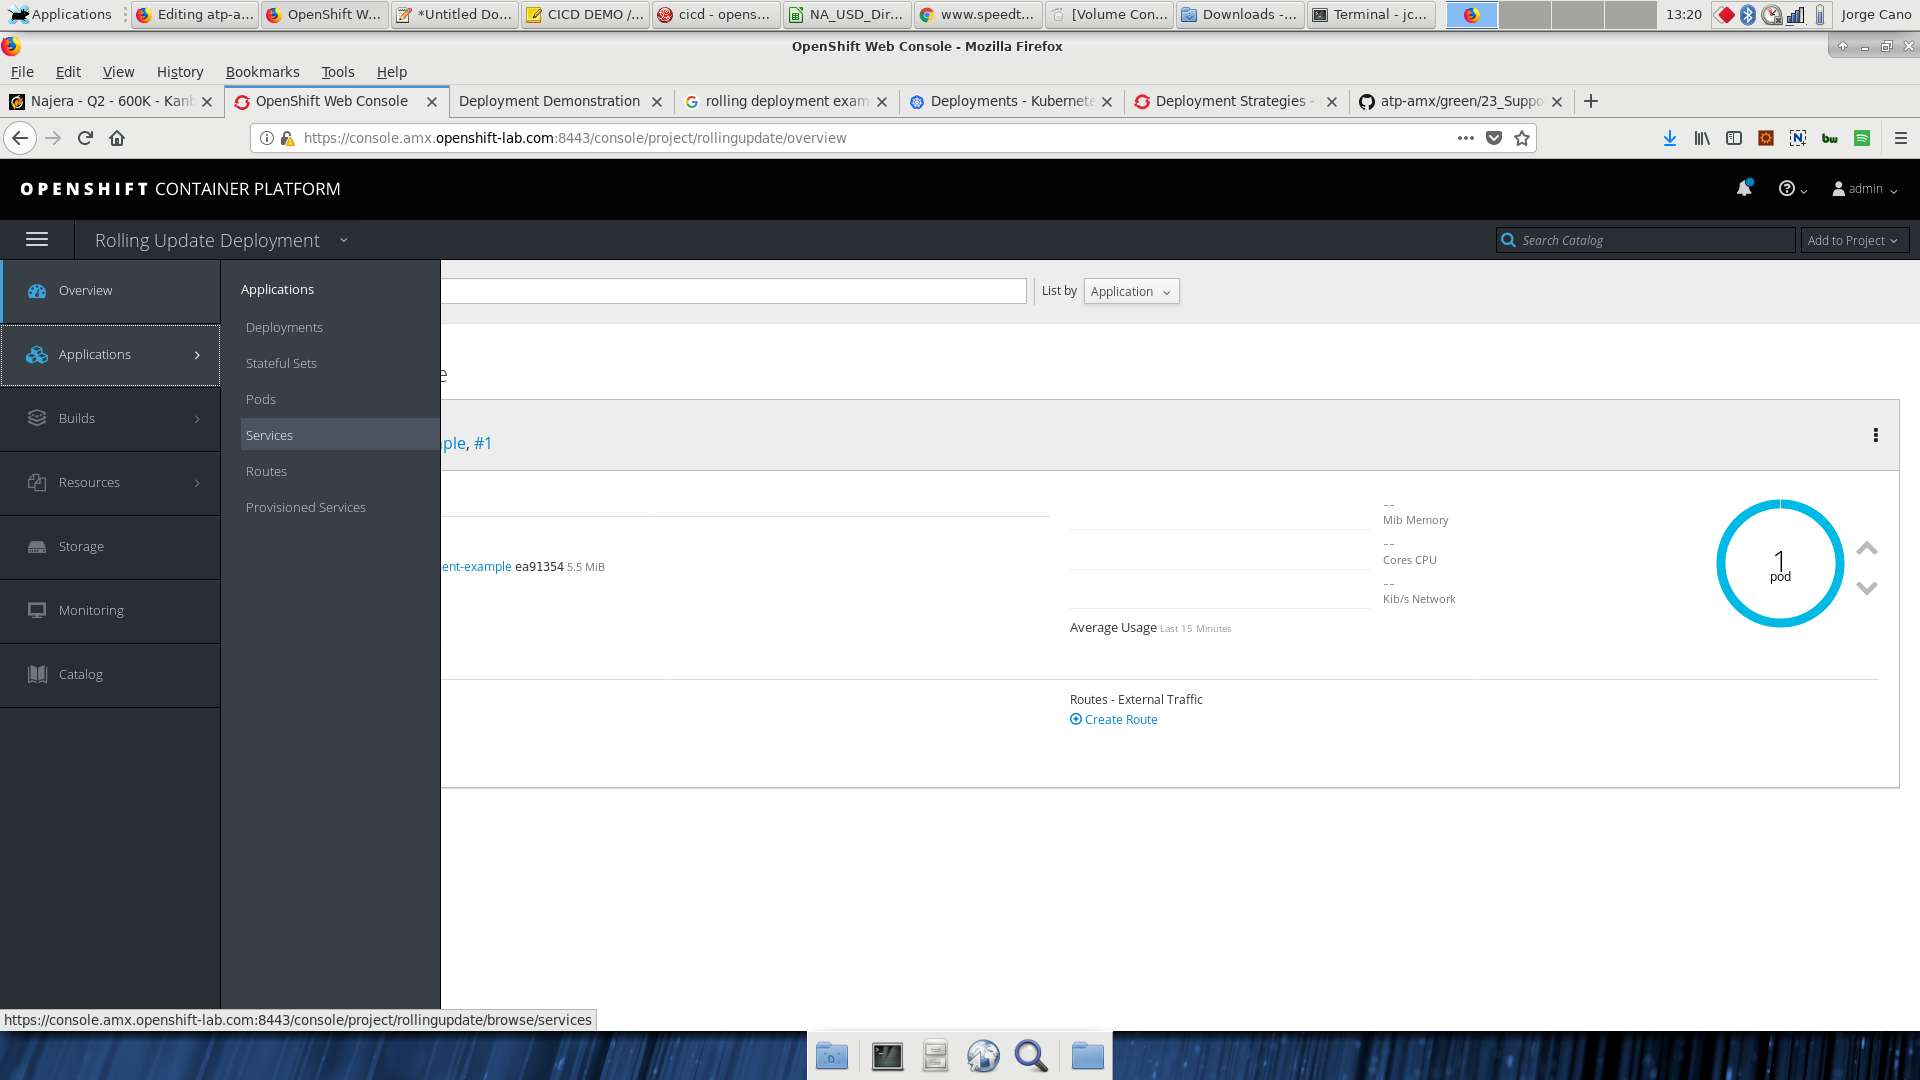 Applications
Editing atp-a...
OpenShift W...
*Untitled Do...
CICD DEMO /...
cicd - opens...
NA_USD_Dir...
www.speedt...
[Volume Con...
Downloads -...
Terminal - jc...
13:20
Jorge Cano
OpenShift Web Console - Mozilla Firefox
File Edit View History Bookmarks Tools Help
Najera - Q2 - 600K - Kanb
OpenShift Web Console
Deployment Demonstration
rolling deployment exam
Deployments - Kubernete
Deployment Strategies -
atp-amx/green/23_Suppo
https://console.amx.openshift-lab.com:8443/console/project/rollingupdate/overview
OPENSHIFT CONTAINER PLATFORM
admin
Rolling Update Deployment
Search Catalog
Add to Project
Overview
Applications
Builds
Resources
Storage
Monitoring
Catalog
Applications
Deployments
Stateful Sets
Pods
Services
Routes
Provisioned Services
List by
Application
e
ple, #1
ent-example ea91354 5.5 MiB
--
Mib Memory
--
Cores CPU
--
Kib/s Network
Average Usage Last 15 Minutes
1
pod
Routes - External Traffic
Create Route
https://console.amx.openshift-lab.com:8443/console/project/rollingupdate/browse/services